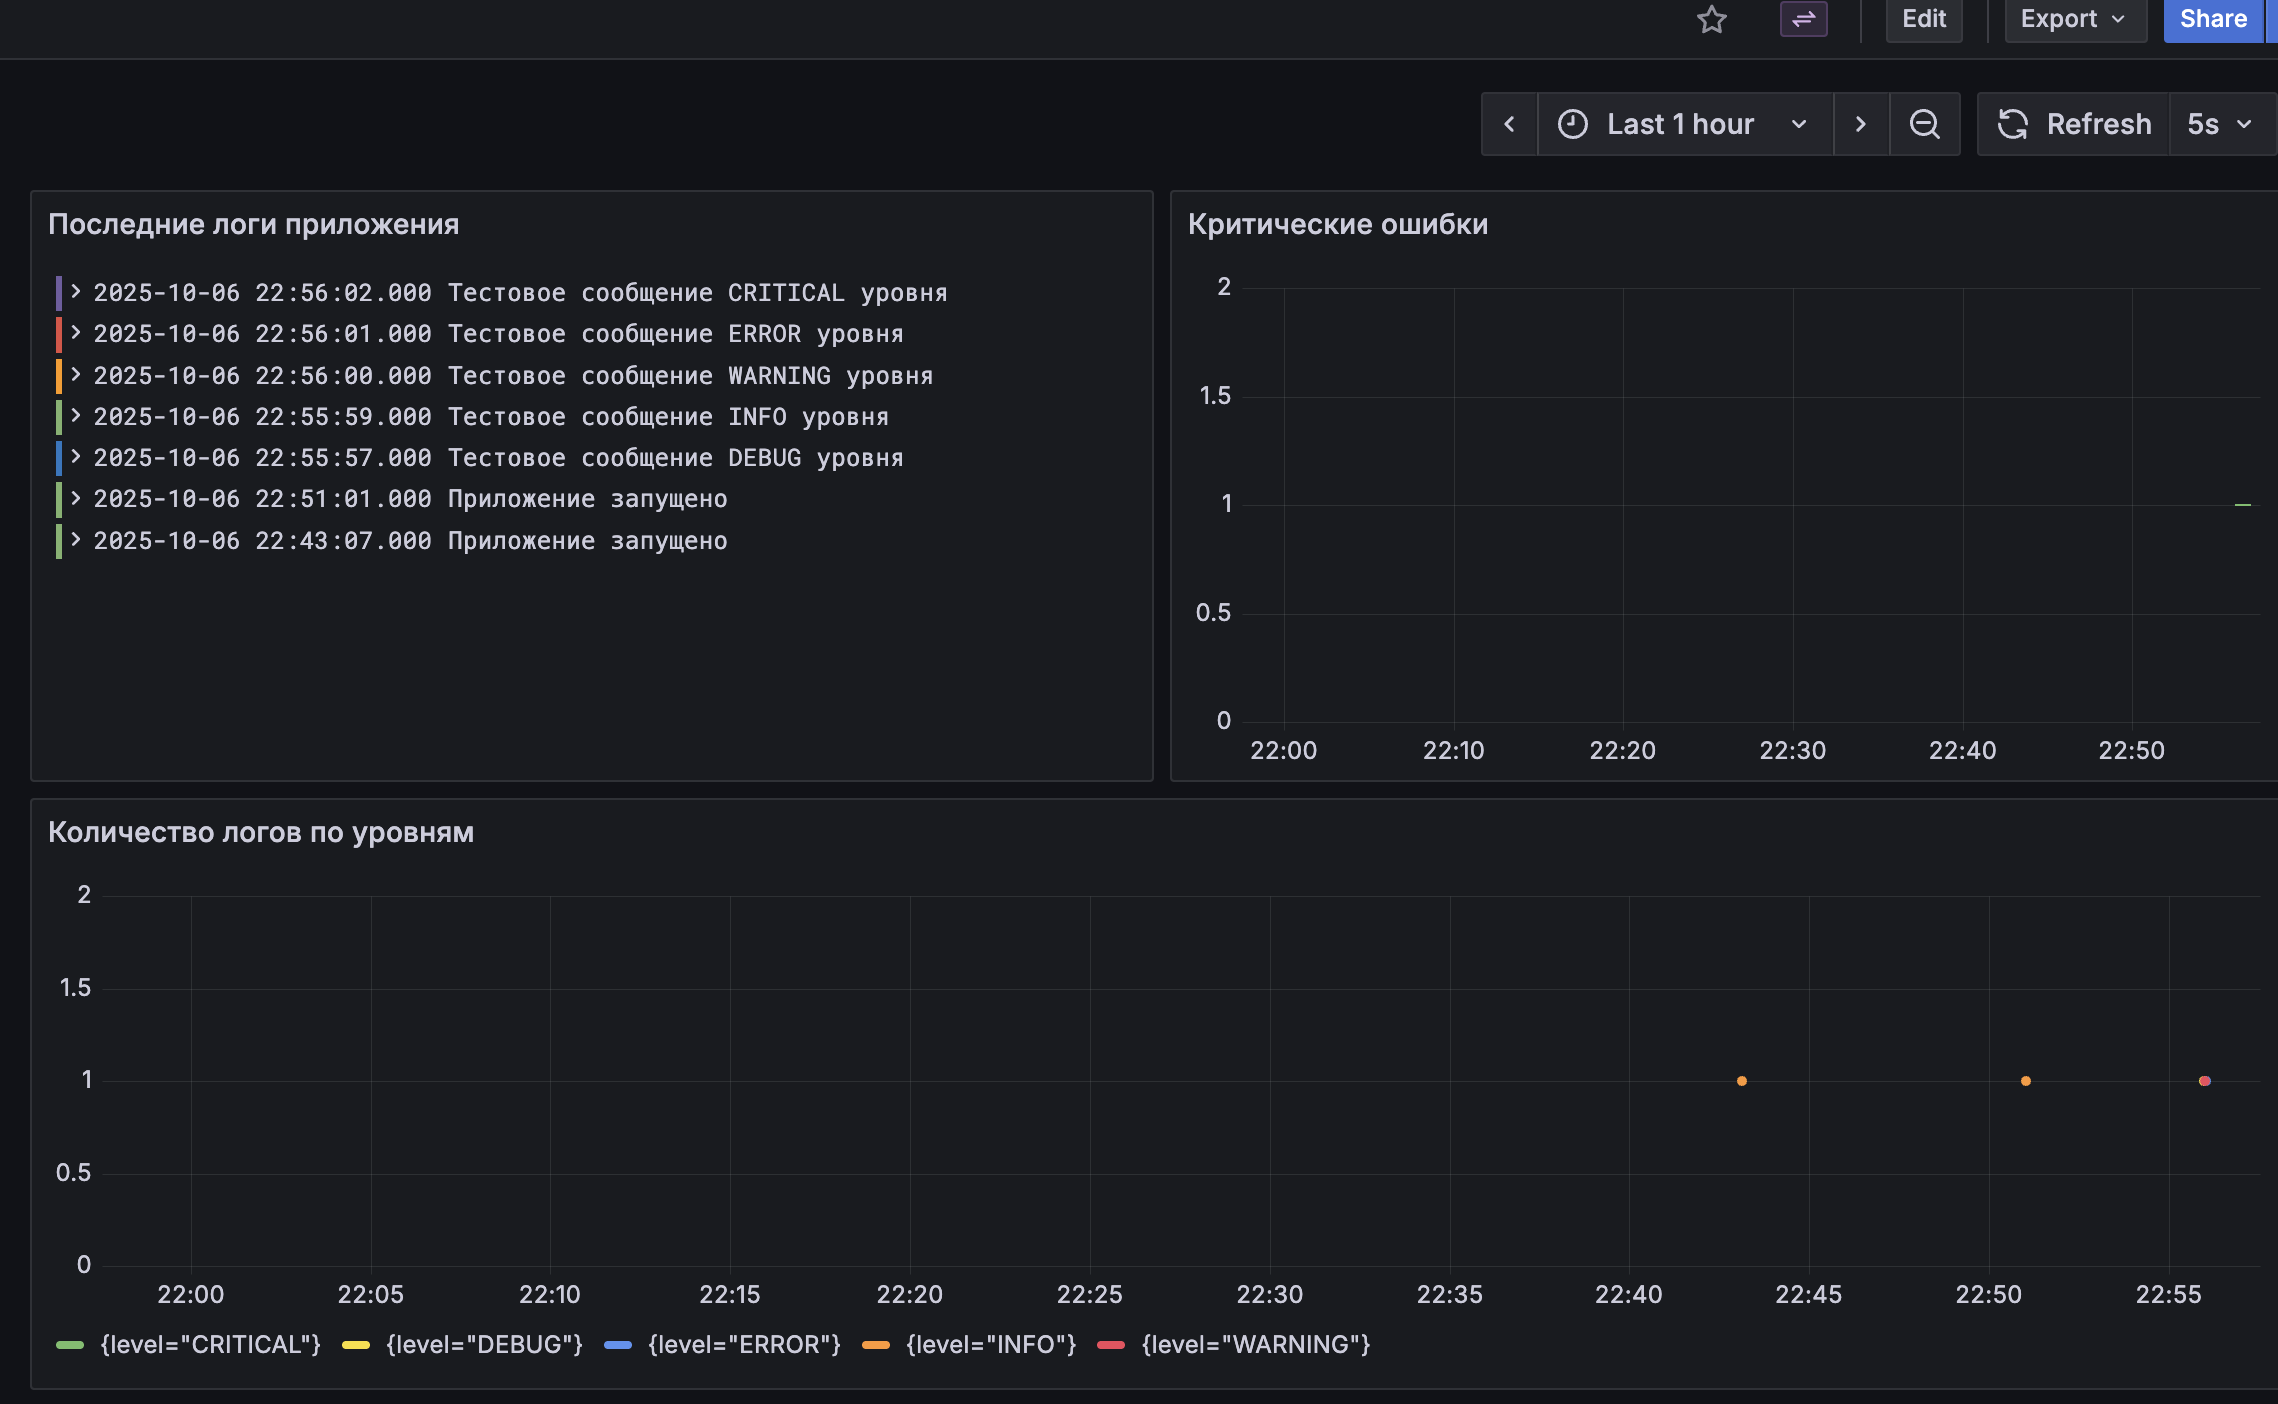 Edit Export Share
Last 1 hour Refresh 5s
Последние логи приложения
2025-10-06 22:56:02.000 Тестовое сообщение CRITICAL уровня
2025-10-06 22:56:01.000 Тестовое сообщение ERROR уровня
2025-10-06 22:56:00.000 Тестовое сообщение WARNING уровня
2025-10-06 22:55:59.000 Тестовое сообщение INFO уровня
2025-10-06 22:55:57.000 Тестовое сообщение DEBUG уровня
2025-10-06 22:51:01.000 Приложение запущено
2025-10-06 22:43:07.000 Приложение запущено
Критические ошибки
2
1.5
1
0.5
0
22:00 22:10 22:20 22:30 22:40 22:50
Количество логов по уровням
2
1.5
1
0.5
0
22:00 22:05 22:10 22:15 22:20 22:25 22:30 22:35 22:40 22:45 22:50 22:55
{level="CRITICAL"} {level="DEBUG"} {level="ERROR"} {level="INFO"} {level="WARNING"}